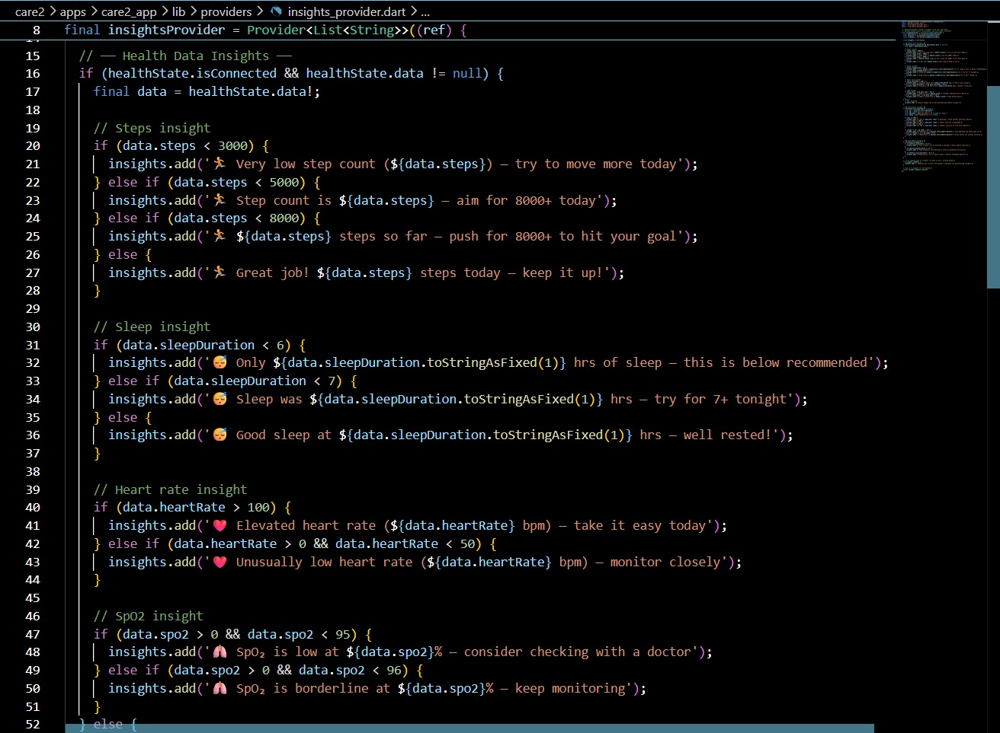 care2 > apps > care2_app > lib > providers > insights_provider.dart > ...
8 final insightsProvider = Provider<List<String>>((ref) {
15 // —— Health Data Insights ——
16 if (healthState.isConnected && healthState.data != null) {
17 final data = healthState.data!;
18
19 // Steps insight
20 if (data.steps < 3000) {
21 insights.add('🏃 Very low step count (${data.steps}) — try to move more today');
22 } else if (data.steps < 5000) {
23 insights.add('🏃 Step count is ${data.steps} — aim for 8000+ today');
24 } else if (data.steps < 8000) {
25 insights.add('🏃 ${data.steps} steps so far — push for 8000+ to hit your goal');
26 } else {
27 insights.add('🏃 Great job! ${data.steps} steps today — keep it up!');
28 }
29
30 // Sleep insight
31 if (data.sleepDuration < 6) {
32 insights.add('😴 Only ${data.sleepDuration.toStringAsFixed(1)} hrs of sleep — this is below recommended');
33 } else if (data.sleepDuration < 7) {
34 insights.add('😴 Sleep was ${data.sleepDuration.toStringAsFixed(1)} hrs — try for 7+ tonight');
35 } else {
36 insights.add('😴 Good sleep at ${data.sleepDuration.toStringAsFixed(1)} hrs — well rested!');
37 }
38
39 // Heart rate insight
40 if (data.heartRate > 100) {
41 insights.add('❤️ Elevated heart rate (${data.heartRate} bpm) — take it easy today');
42 } else if (data.heartRate > 0 && data.heartRate < 50) {
43 insights.add('❤️ Unusually low heart rate (${data.heartRate} bpm) — monitor closely');
44 }
45
46 // SpO2 insight
47 if (data.spo2 > 0 && data.spo2 < 95) {
48 insights.add('🫁 SpO₂ is low at ${data.spo2}% — consider checking with a doctor');
49 } else if (data.spo2 > 0 && data.spo2 < 96) {
50 insights.add('🫁 SpO₂ is borderline at ${data.spo2}% — keep monitoring');
51 }
52 } else {